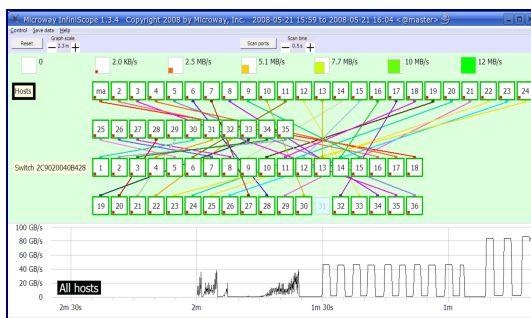 Microway InfiniScope 1.3.4 Copyright 2008 by Microway, Inc. 2008-05-21 15:59 to 2008-05-21 16:04 <@master>
Control Save data Help
Graph scale Scan time
Reset 2.3 m Scan ports 0.5 s
0 2.0 KB/s 2.5 MB/s 5.1 MB/s 7.7 MB/s 10 MB/s 12 MB/s
Hosts ma 2 3 4 5 6 7 8 9 10 11 12 13 14 15 16 17 18 19 20 21 22 23 24
25 26 27 28 29 30 31 32 33 34 35
Switch 2C9020040B428 1 2 3 4 5 6 7 8 9 10 11 12 13 14 15 16 17 18
19 20 21 22 23 24 25 26 27 28 29 30 31 32 33 34 35 36
100 GB/s
80 GB/s
60 GB/s
40 GB/s
20 GB/s
0
All hosts
2m 30s 2m 1m 30s 1m